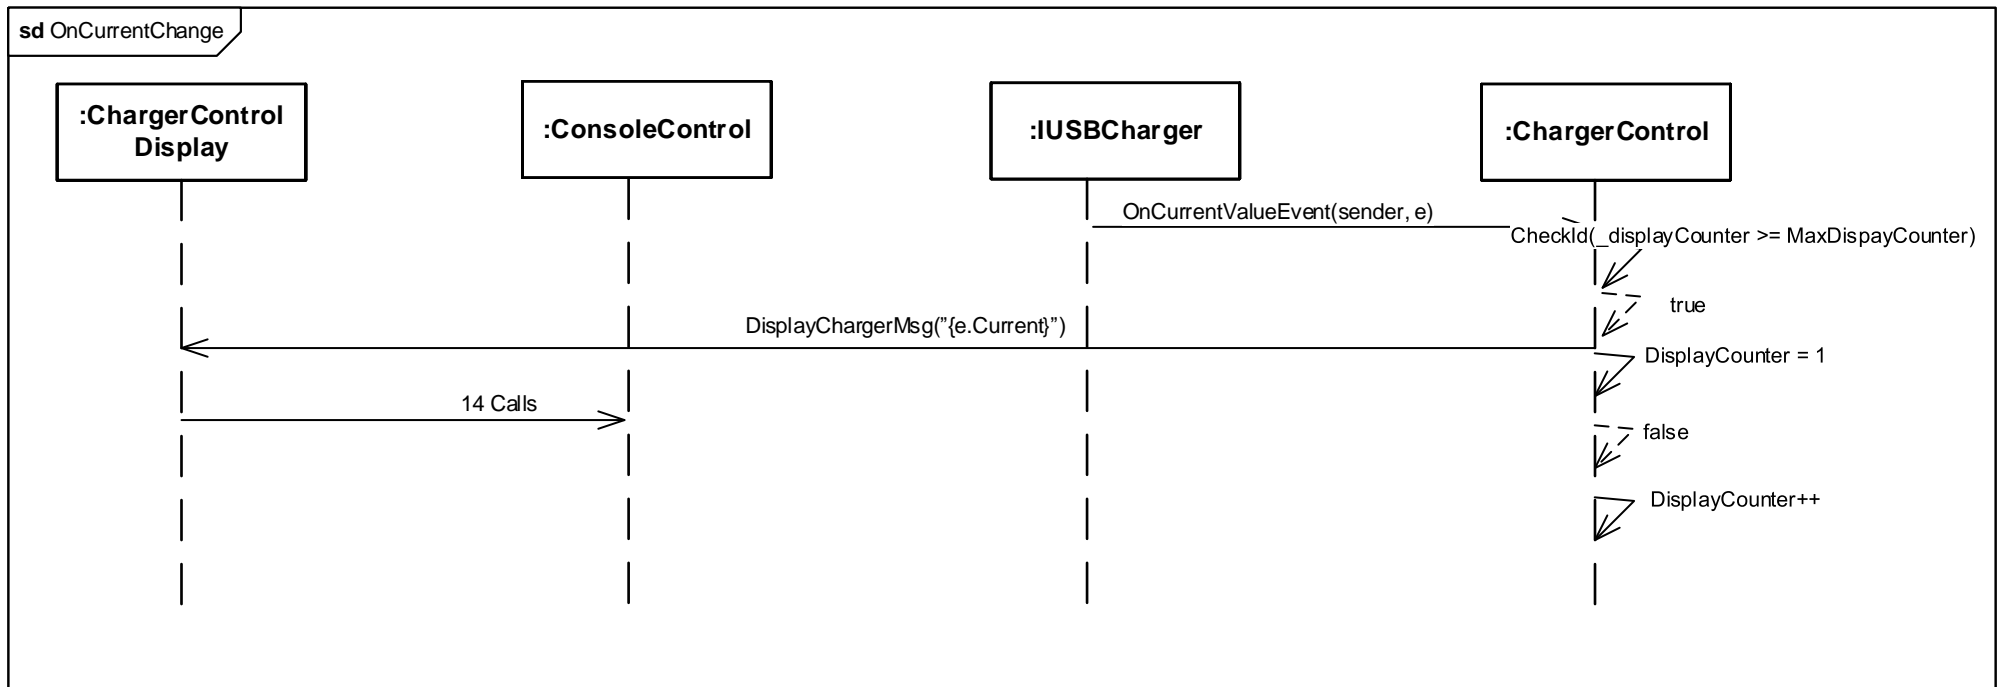 sd OnCurrentChange
:ChargerControl
Display
:ConsoleControl
:IUSBCharger
:ChargerControl
OnCurrentValueEvent(sender, e)
CheckId(_displayCounter >= MaxDispayCounter)
true
DisplayChargerMsg(”{e.Current}”)
DisplayCounter = 1
14 Calls
false
DisplayCounter++